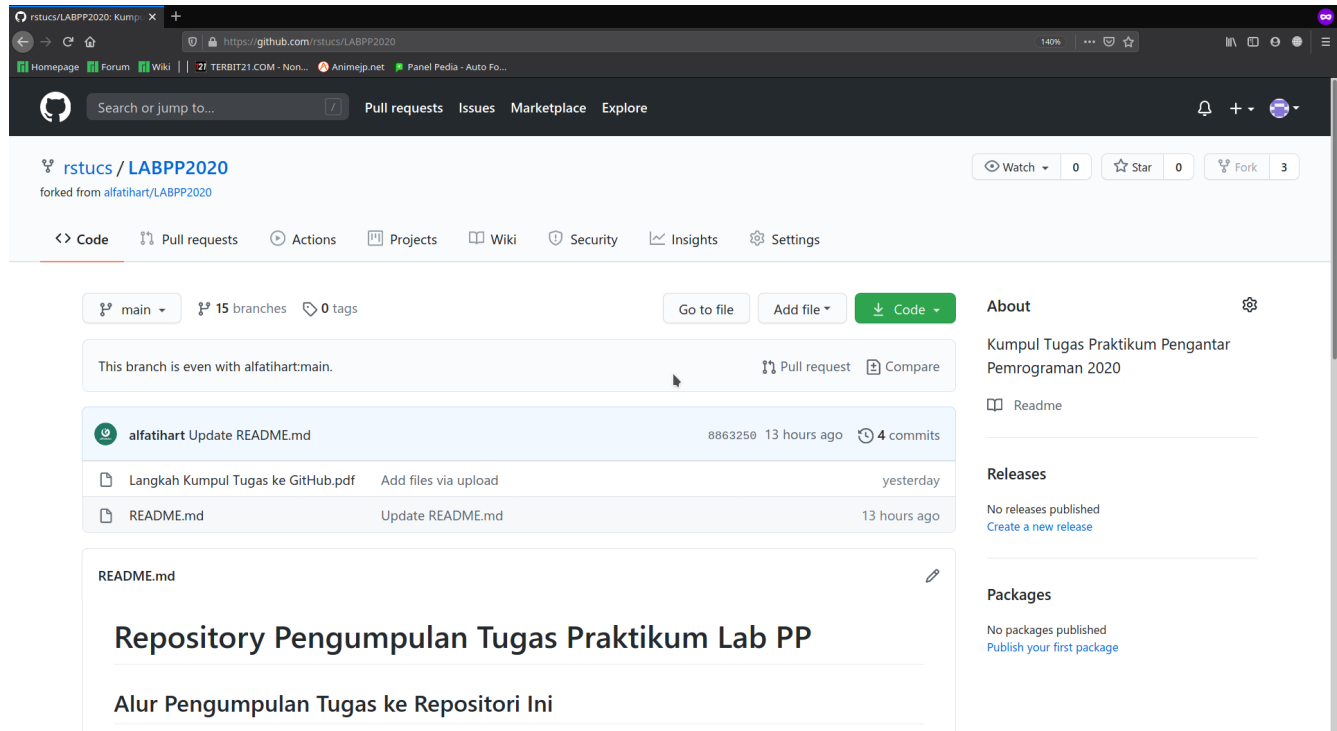 rstucs/LABPP2020: Kump
https://github.com/rstucs/LABPP2020 140%
Homepage Forum Wiki TERBIT21.COM - Non... Animejp.net Panel Pedia - Auto Fo...
Search or jump to... / Pull requests Issues Marketplace Explore
rstucs / LABPP2020 Watch 0 Star 0 Fork 3
forked from alfatihart/LABPP2020
Code Pull requests Actions Projects Wiki Security Insights Settings
main 15 branches 0 tags Go to file Add file Code
This branch is even with alfatihart:main. Pull request Compare
alfatihart Update README.md 8863250 13 hours ago 4 commits
Langkah Kumpul Tugas ke GitHub.pdf Add files via upload yesterday
README.md Update README.md 13 hours ago
README.md
Repository Pengumpulan Tugas Praktikum Lab PP
Alur Pengumpulan Tugas ke Repositori Ini
About
Kumpul Tugas Praktikum Pengantar
Pemrograman 2020
Readme
Releases
No releases published
Create a new release
Packages
No packages published
Publish your first package